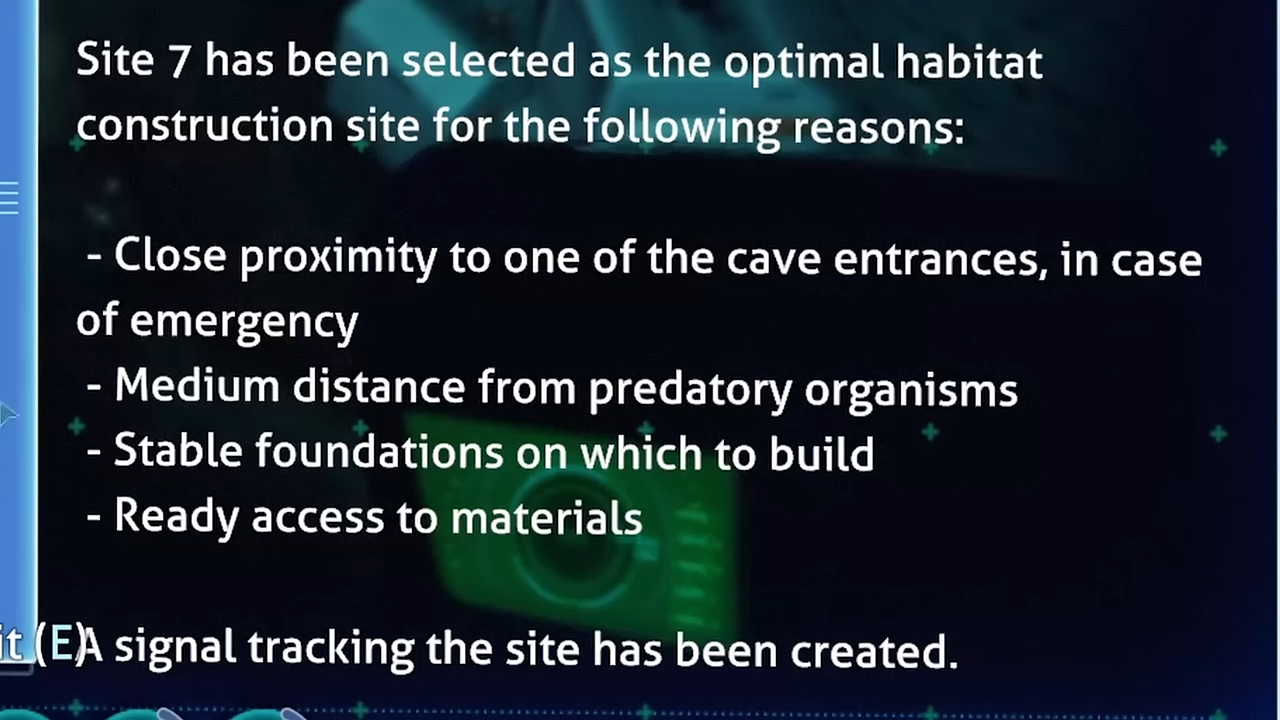 Site 7 has been selected as the optimal habitat
construction site for the following reasons:
- Close proximity to one of the cave entrances, in case
of emergency
- Medium distance from predatory organisms
- Stable foundations on which to build
- Ready access to materials
it (E)
A signal tracking the site has been created.